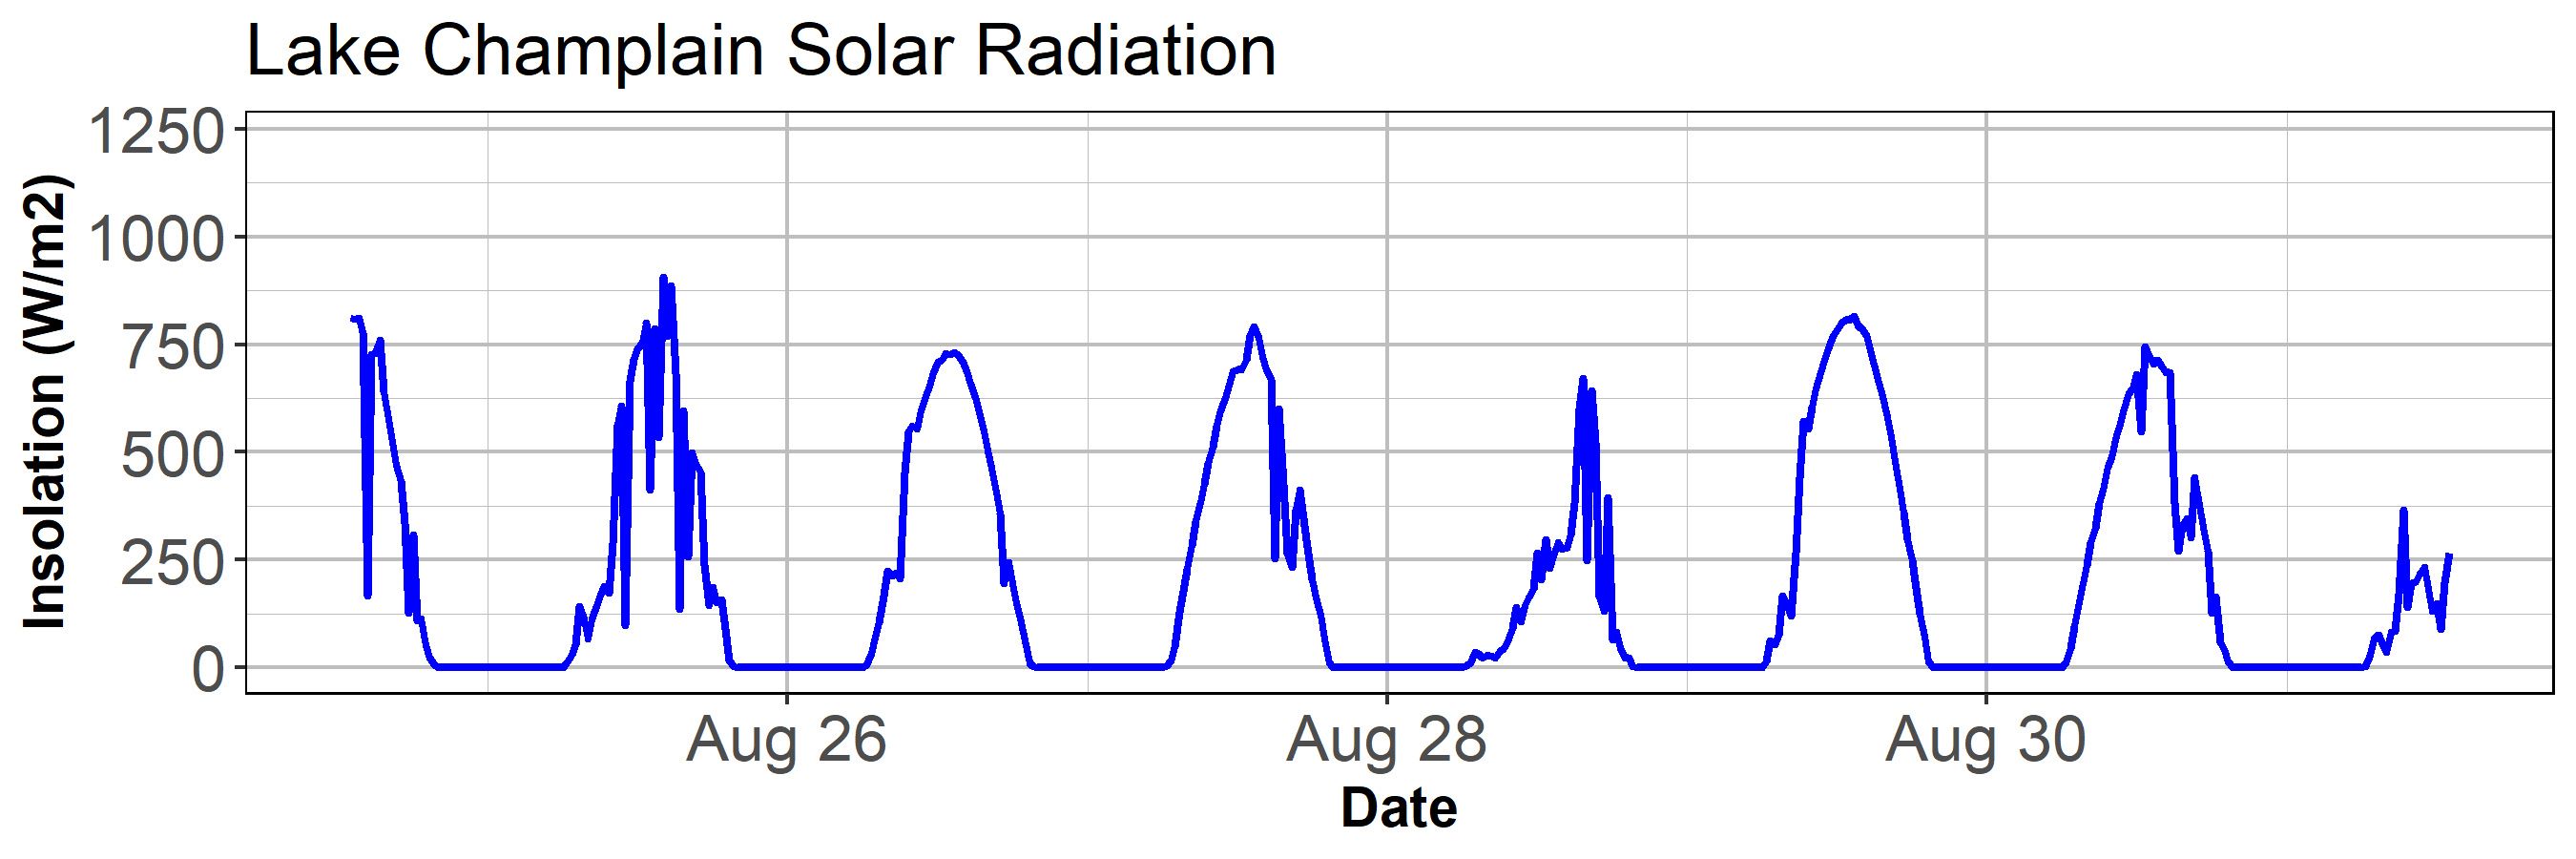 Lake Champlain Solar Radiation
Insolation (W/m2)
1250
1000
750
500
250
0
Aug 26 Aug 28 Aug 30
Date